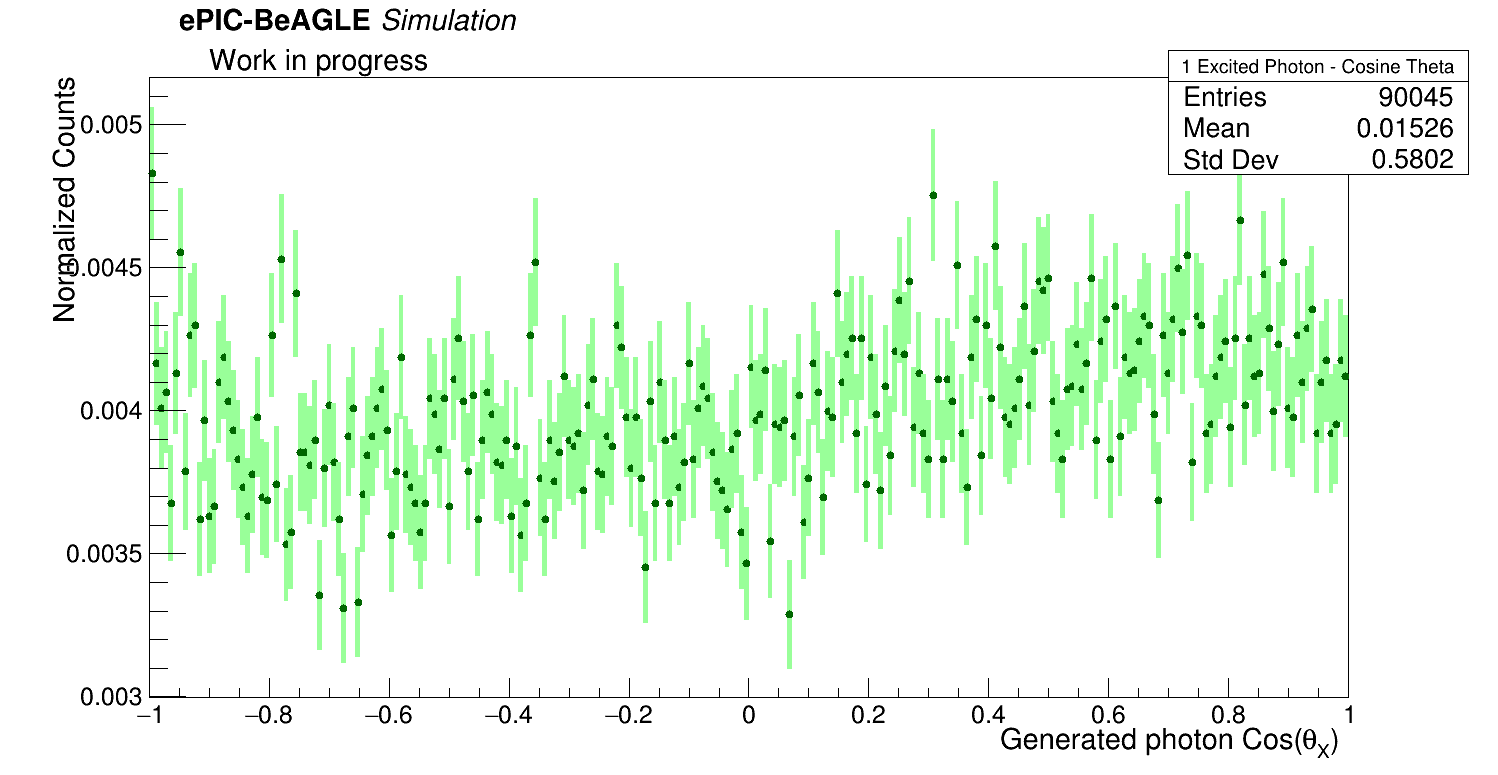 ePIC-BeAGLE Simulation
Work in progress
1 Excited Photon - Cosine Theta
Entries 90045
Mean 0.01526
Std Dev 0.5802
Normalized Counts
0.005
0.0045
0.004
0.0035
0.003
−1 −0.8 −0.6 −0.4 −0.2 0 0.2 0.4 0.6 0.8 1
Generated photon Cos(θX)